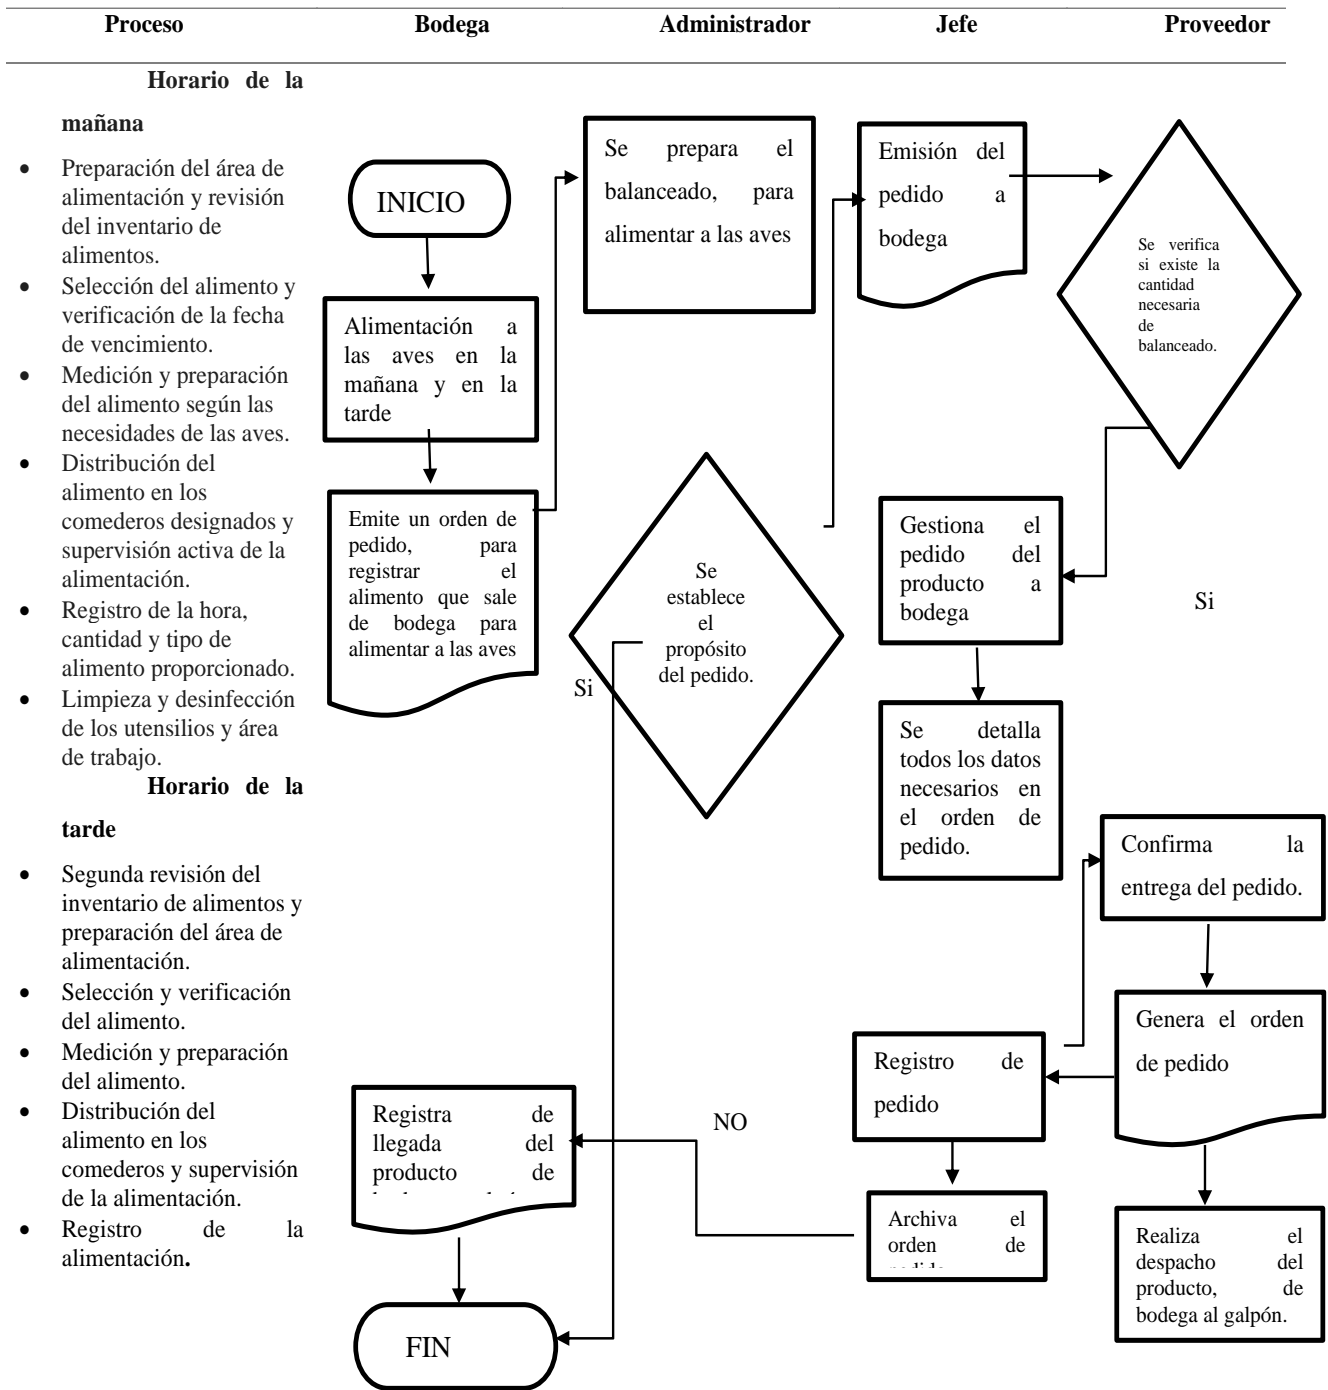 Proceso Bodega Administrador Jefe Proveedor
Horario de la
mañana
• Preparación del área de
alimentación y revisión
del inventario de
alimentos.
• Selección del alimento y
verificación de la fecha
de vencimiento.
• Medición y preparación
del alimento según las
necesidades de las aves.
• Distribución del
alimento en los
comederos designados y
supervisión activa de la
alimentación.
• Registro de la hora,
cantidad y tipo de
alimento proporcionado.
• Limpieza y desinfección
de los utensilios y área
de trabajo.
Horario de la
tarde
• Segunda revisión del
inventario de alimentos y
preparación del área de
alimentación.
• Selección y verificación
del alimento.
• Medición y preparación
del alimento.
• Distribución del
alimento en los
comederos y supervisión
de la alimentación.
• Registro de la
alimentación.
INICIO
Alimentación a
las aves en la
mañana y en la
tarde
Emite un orden de
pedido, para
registrar el
alimento que sale
de bodega para
alimentar a las aves
Se prepara el
balanceado, para
alimentar a las aves
Se
establece
el
propósito
del pedido.
Si
Emisión del
pedido a
bodega
Se verifica
si existe la
cantidad
necesaria
de
balanceado.
Si
Gestiona el
pedido del
producto a
bodega
Se detalla
todos los datos
necesarios en
el orden de
pedido.
Confirma la
entrega del pedido.
Genera el orden
de pedido
Registro de
pedido
Realiza el
despacho del
producto, de
bodega al galpón.
Archiva el
orden de
NO
Registra de
llegada del
producto de
FIN